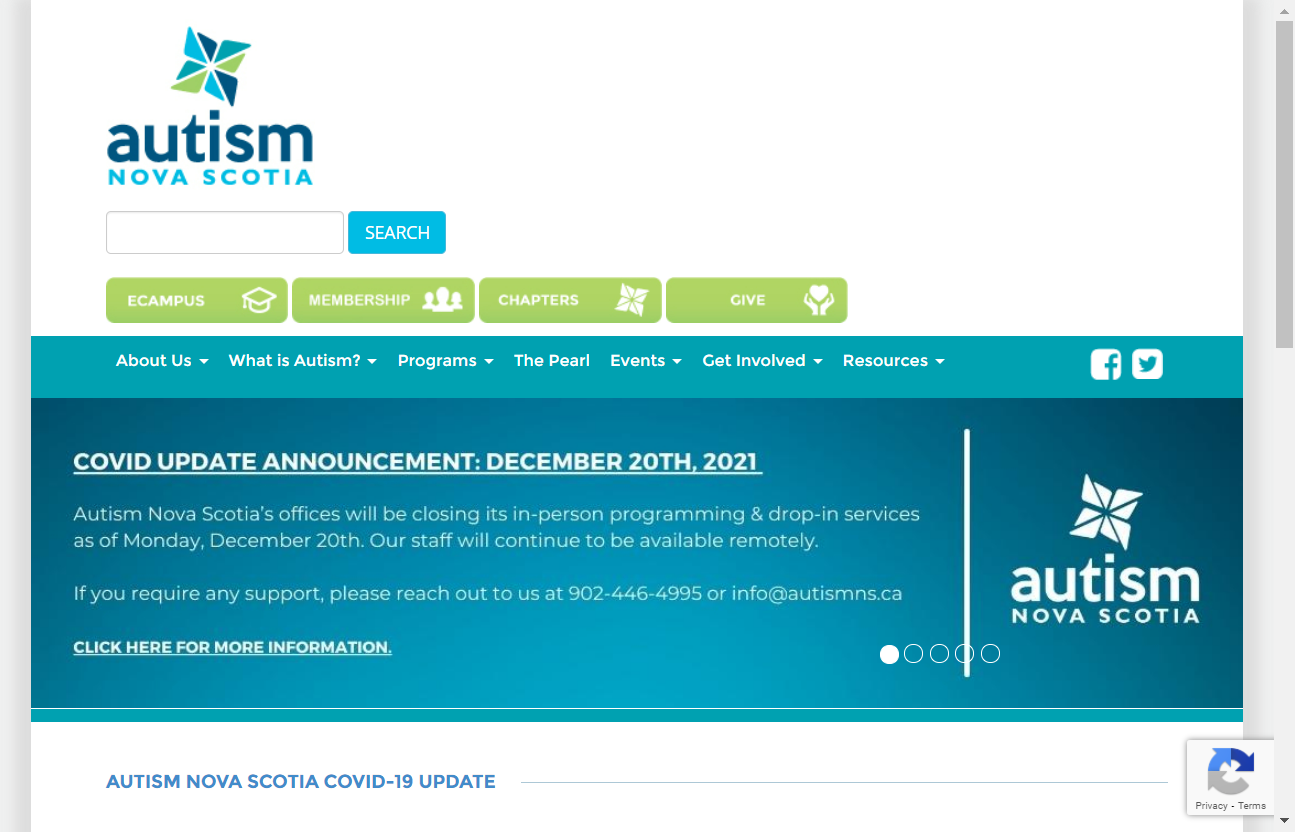 autism
NOVA SCOTIA
SEARCH
ECAMPUS MEMBERSHIP CHAPTERS GIVE
About Us What is Autism? Programs The Pearl Events Get Involved Resources
COVID UPDATE ANNOUNCEMENT: DECEMBER 20TH, 2021
Autism Nova Scotia's offices will be closing its in-person programming & drop-in services
as of Monday, December 20th. Our staff will continue to be available remotely.
If you require any support, please reach out to us at 902-446-4995 or info@autismns.ca
CLICK HERE FOR MORE INFORMATION.
autism
NOVA SCOTIA
AUTISM NOVA SCOTIA COVID-19 UPDATE
Privacy - Terms